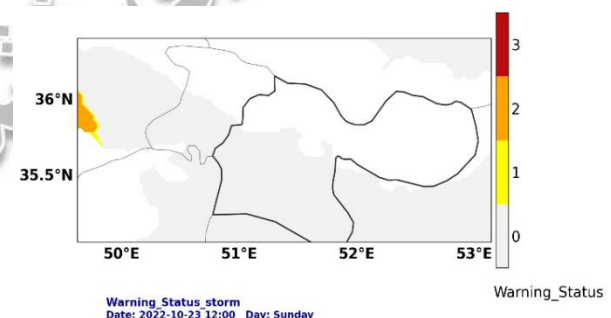 36°N
35.5°N
50°E
51°E
52°E
53°E
3
2
1
0
Warning_Status
Warning_Status_storm
Date: 2022-10-23 12:00 Day: Sunday